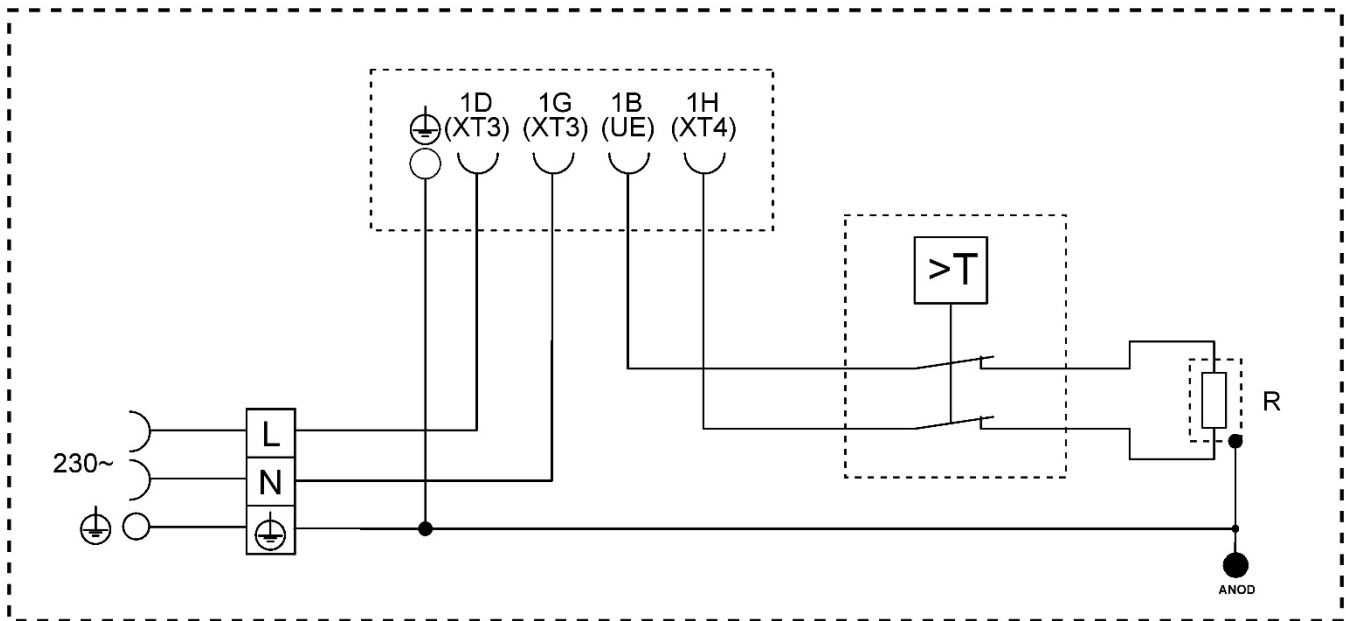 1D 1G 1B 1H
(XT3) (XT3) (UE) (XT4)
>T
R
L
230~
N
ANOD